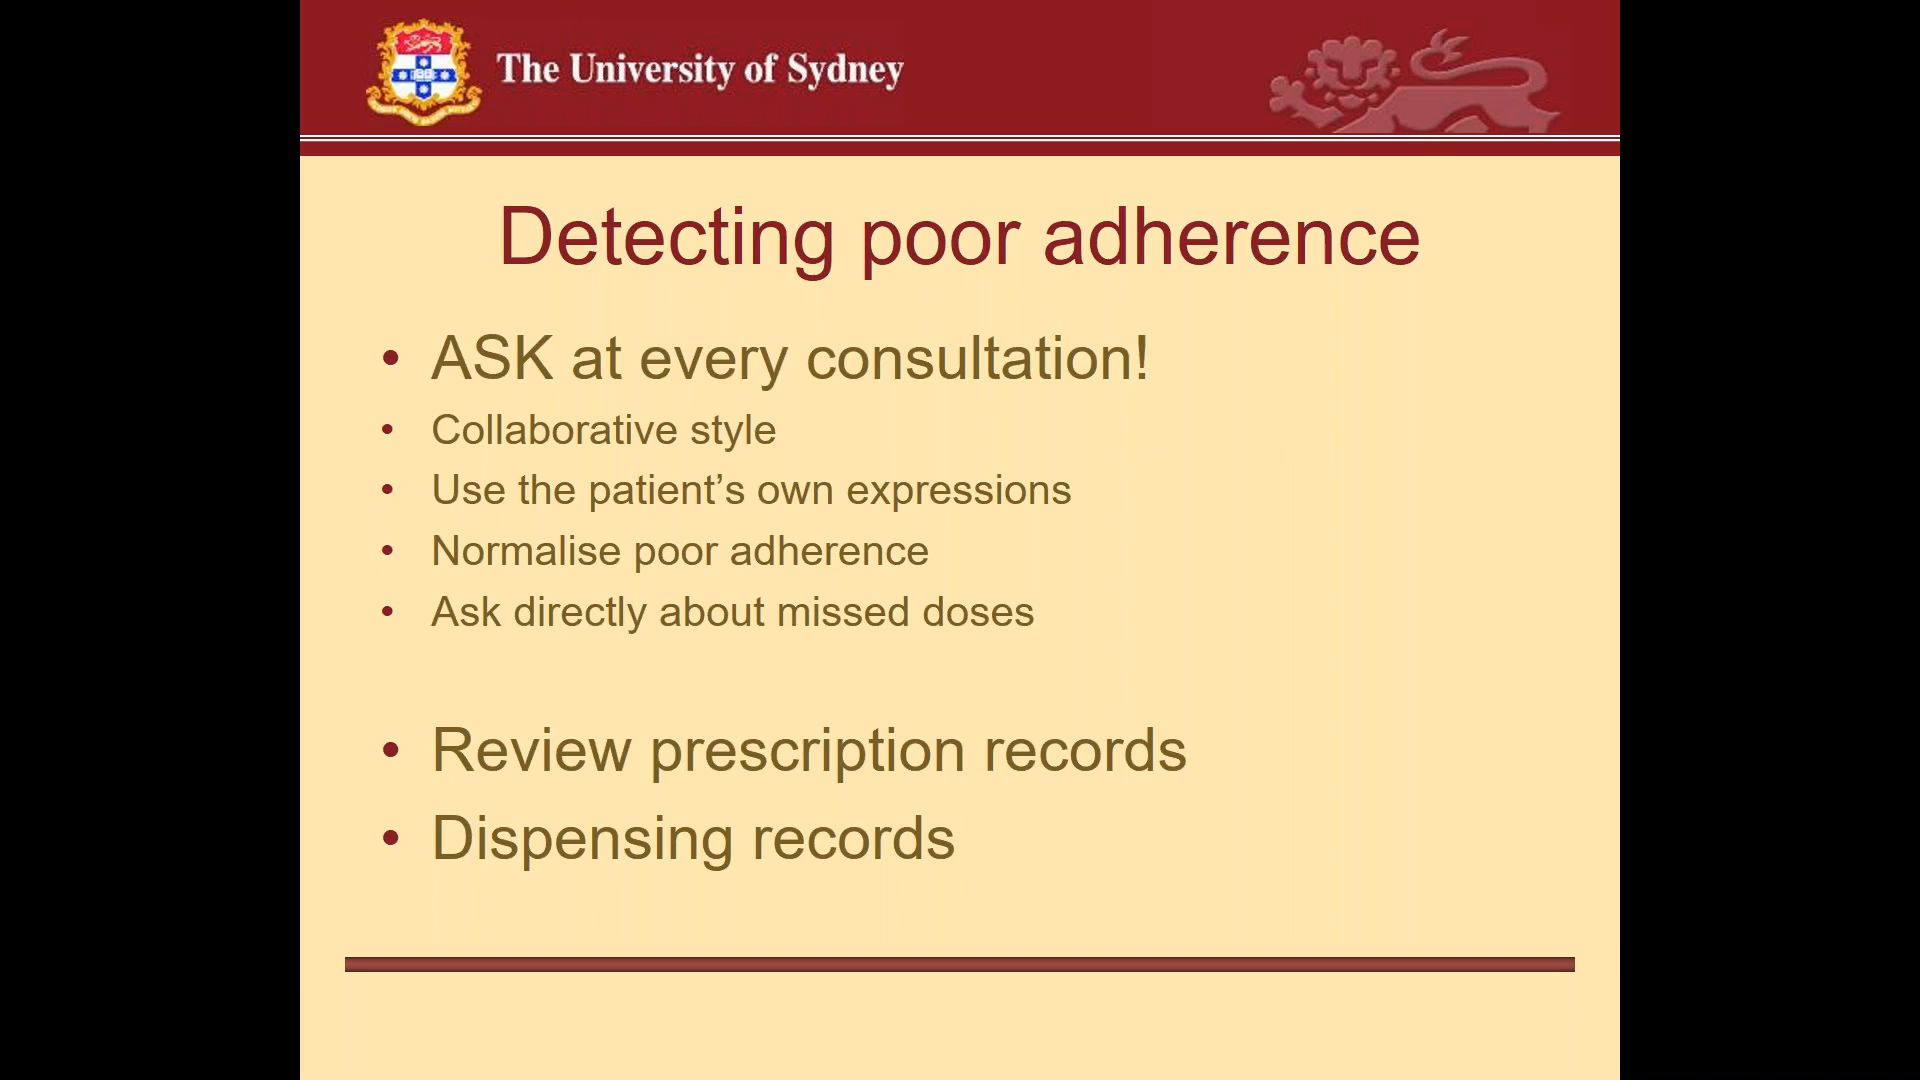 The University of Sydney
Detecting poor adherence
• ASK at every consultation!
• Collaborative style
• Use the patient’s own expressions
• Normalise poor adherence
• Ask directly about missed doses
• Review prescription records
• Dispensing records